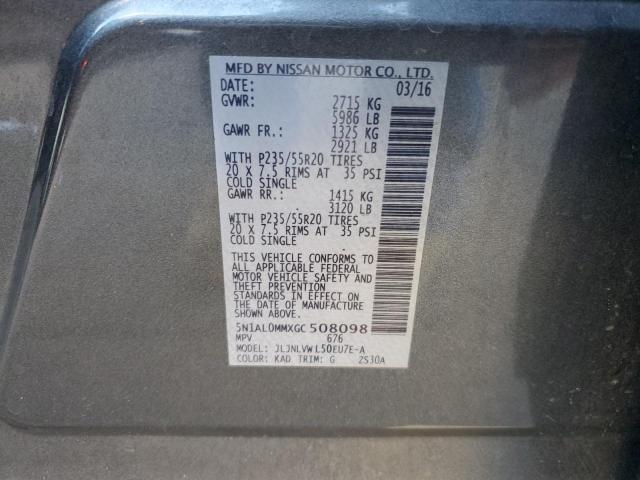 MFD BY NISSAN MOTOR CO., LTD.
DATE: 03/16
GVWR: 2715 KG
5986 LB
GAWR FR.: 1325 KG
2921 LB
WITH P235/55R20 TIRES
20 X 7.5 RIMS AT 35 PSI
COLD SINGLE
GAWR RR.: 1415 KG
3120 LB
WITH P235/55R20 TIRES
20 X 7.5 RIMS AT 35 PSI
COLD SINGLE
THIS VEHICLE CONFORMS TO
ALL APPLICABLE FEDERAL
MOTOR VEHICLE SAFETY AND
THEFT PREVENTION
STANDARDS IN EFFECT ON
THE DATE OF MANUFACTURE
SHOWN ABOVE.
5N1AL0MMXGC508098
MPV 676
MODEL: JLJNLVWL50EU7E-A
COLOR: KAD TRIM: G 2S30A